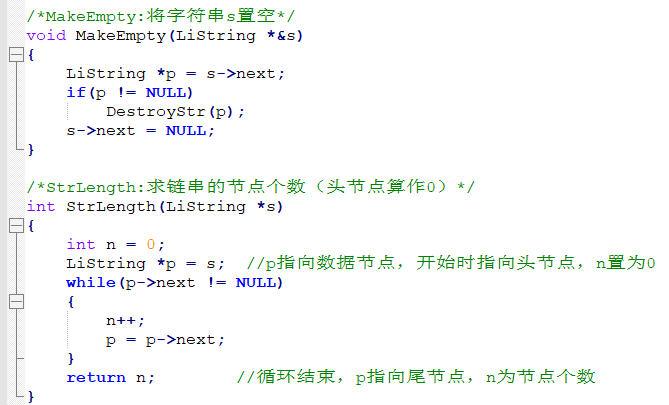 /*MakeEmpty:将字符串s置空*/
void MakeEmpty(LiString *&s)
{
    LiString *p = s->next;
    if(p != NULL)
        DestroyStr(p);
    s->next = NULL;
}

/*StrLength:求链串的节点个数（头节点算作0）*/
int StrLength(LiString *s)
{
    int n = 0;
    LiString *p = s;  //p指向数据节点，开始时指向头节点，n置为0
    while(p->next != NULL)
    {
        n++;
        p = p->next;
    }
    return n;        //循环结束，p指向尾节点，n为节点个数
}